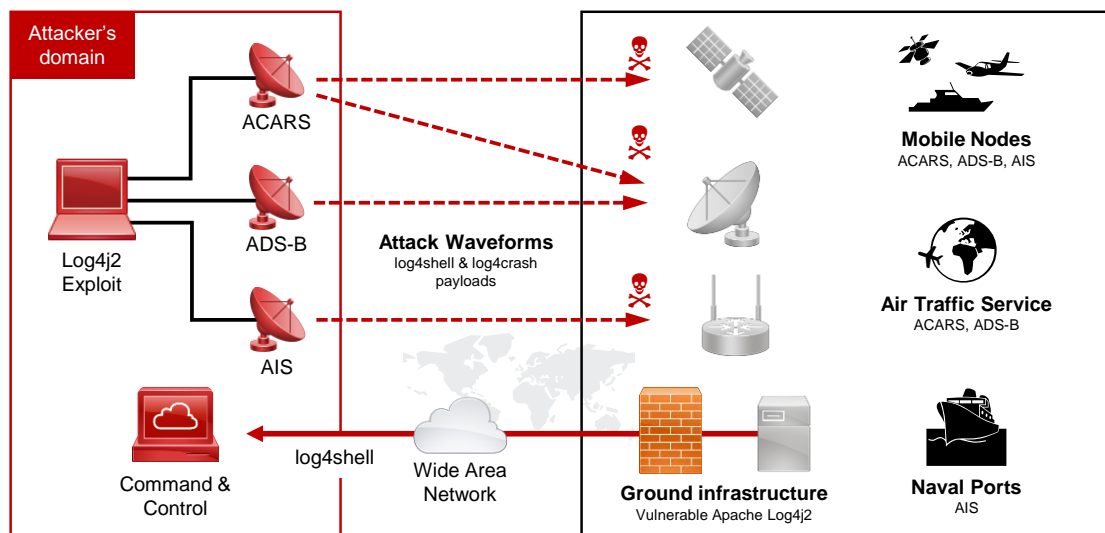 Attacker's
domain
ACARS
ADS-B
Log4j2
Exploit
AIS
Attack Waveforms
log4shell & log4crash
payloads
Mobile Nodes
ACARS, ADS-B, AIS
Air Traffic Service
ACARS, ADS-B
Command &
Control
log4shell
Wide Area
Network
Ground infrastructure
Vulnerable Apache Log4j2
Naval Ports
AIS